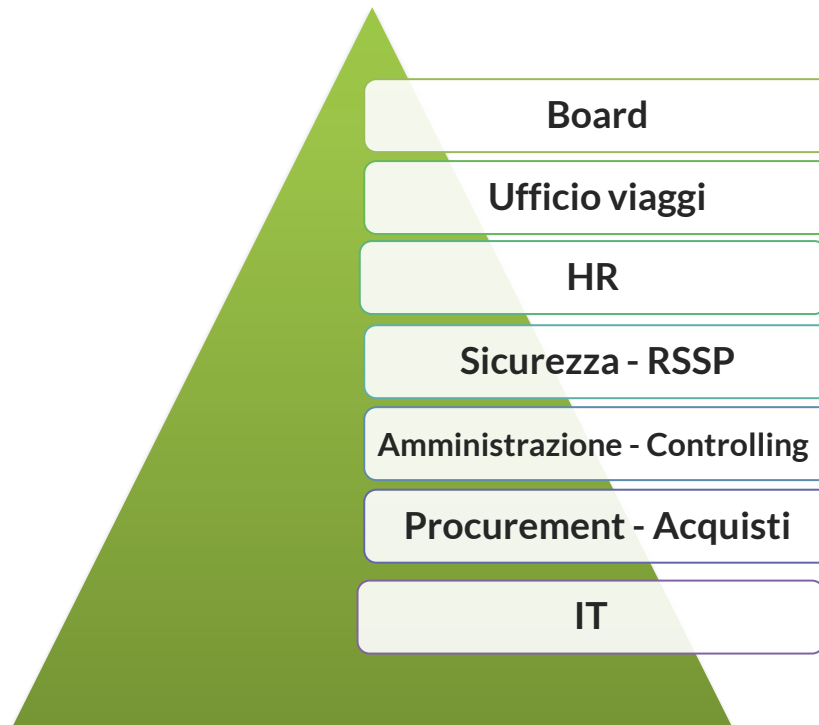 Board
Ufficio viaggi
HR
Sicurezza - RSSP
Amministrazione - Controlling
Procurement - Acquisti
IT